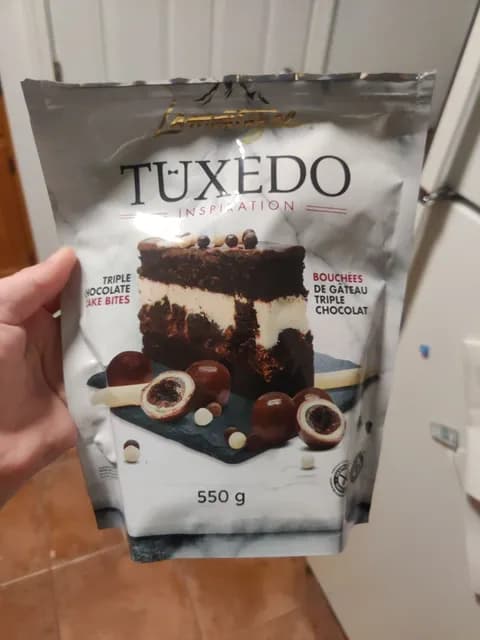 TUXEDO
INSPIRATION
TRIPLE
CHOCOLATE
CAKE BITES
BOUCHÉES
DE GÂTEAU
TRIPLE
CHOCOLAT
550 g